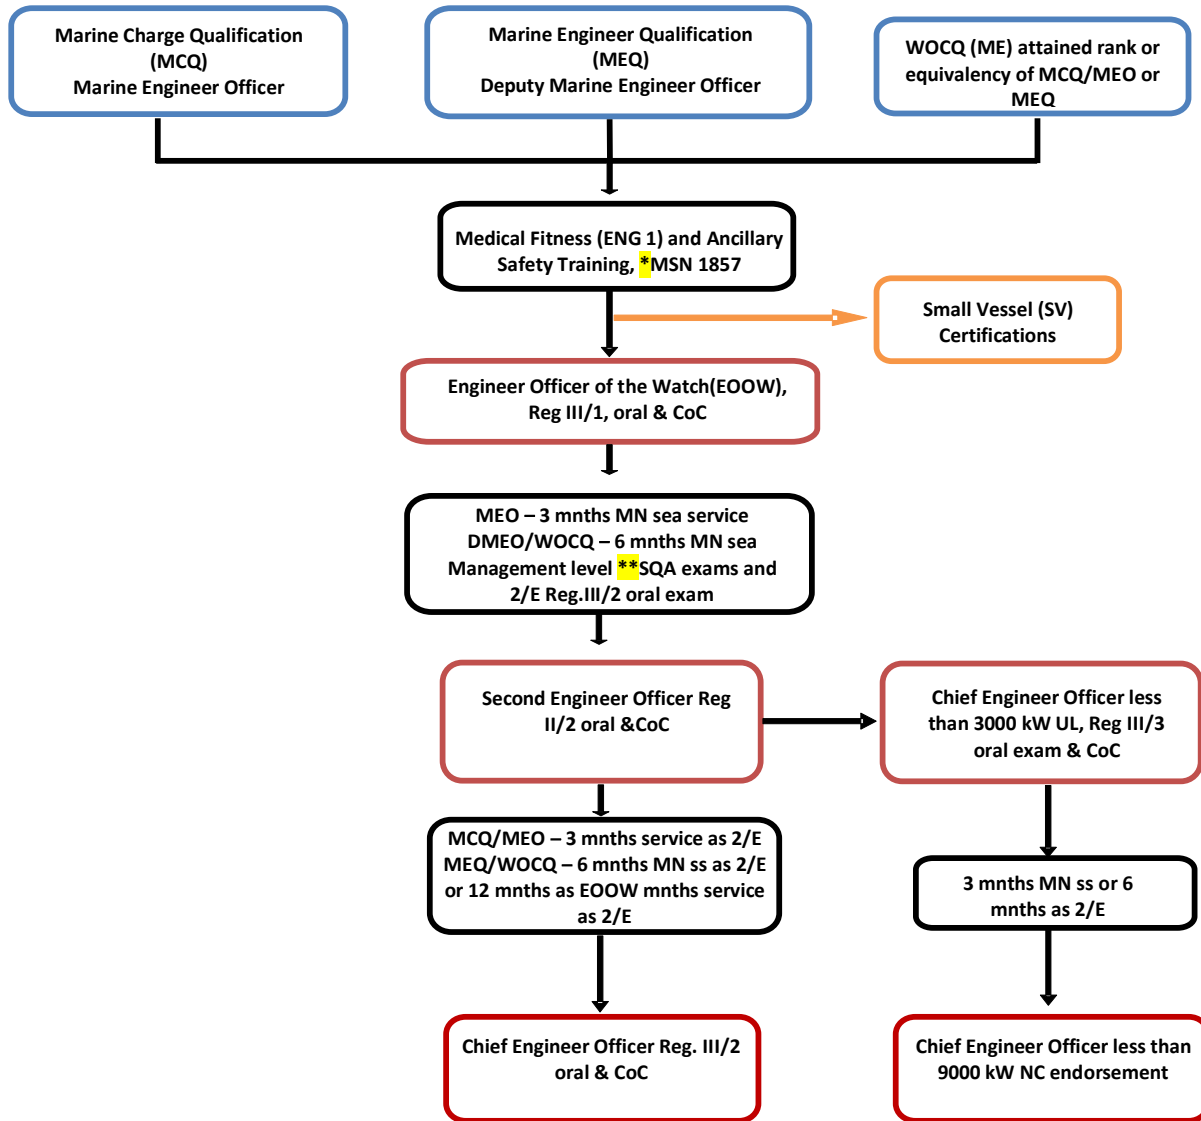 Marine Charge Qualification
(MCQ)
Marine Engineer Officer
Marine Engineer Qualification
(MEQ)
Deputy Marine Engineer Officer
WOCQ (ME) attained rank or
equivalency of MCQ/MEO or
MEQ
Medical Fitness (ENG 1) and Ancillary
Safety Training, *MSN 1857
Small Vessel (SV)
Certifications
Engineer Officer of the Watch(EOOW),
Reg III/1, oral & CoC
MEO – 3 mnths MN sea service
DMEO/WOCQ – 6 mnths MN sea
Management level **SQA exams and
2/E Reg.III/2 oral exam
Second Engineer Officer Reg
II/2 oral &CoC
Chief Engineer Officer less
than 3000 kW UL, Reg III/3
oral exam & CoC
MCQ/MEO – 3 mnths service as 2/E
MEQ/WOCQ – 6 mnths MN ss as 2/E
or 12 mnths as EOOW mnths service
as 2/E
3 mnths MN ss or 6
mnths as 2/E
Chief Engineer Officer Reg. III/2
oral & CoC
Chief Engineer Officer less than
9000 kW NC endorsement